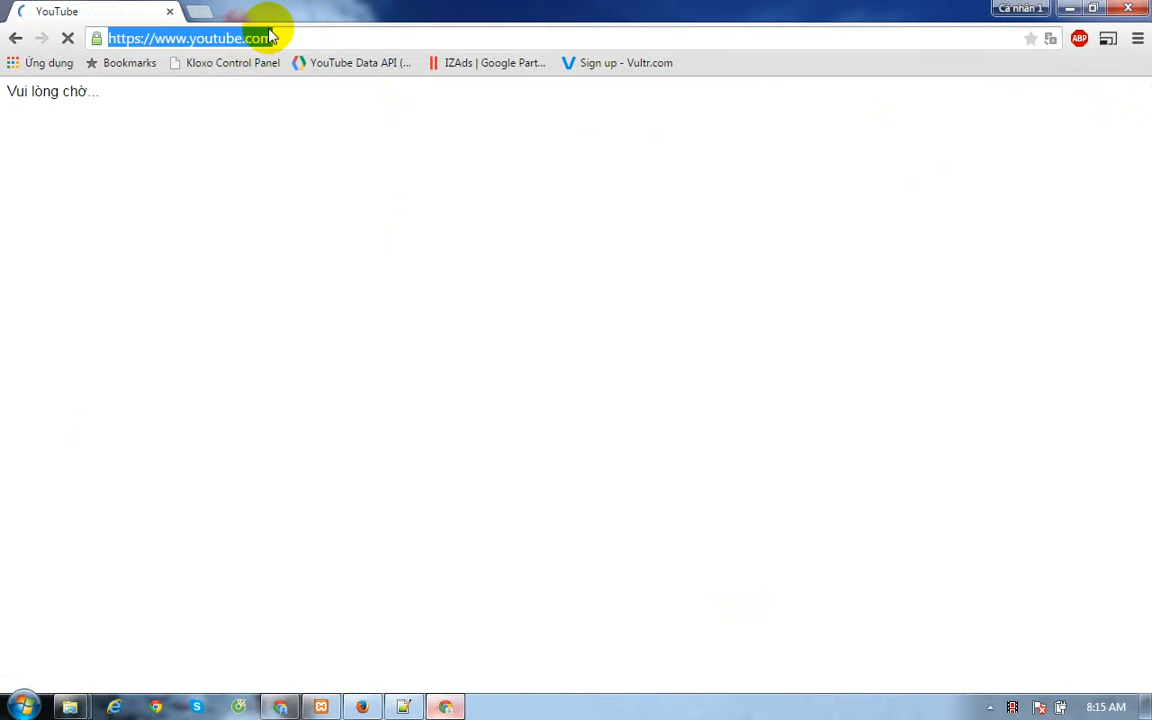 YouTube
Cá nhân 1
https://www.youtube.com
ABP
Ứng dụng
Bookmarks
Kloxo Control Panel
YouTube Data API (...
IZAds | Google Part...
Sign up - Vultr.com
Vui lòng chờ...
8:15 AM